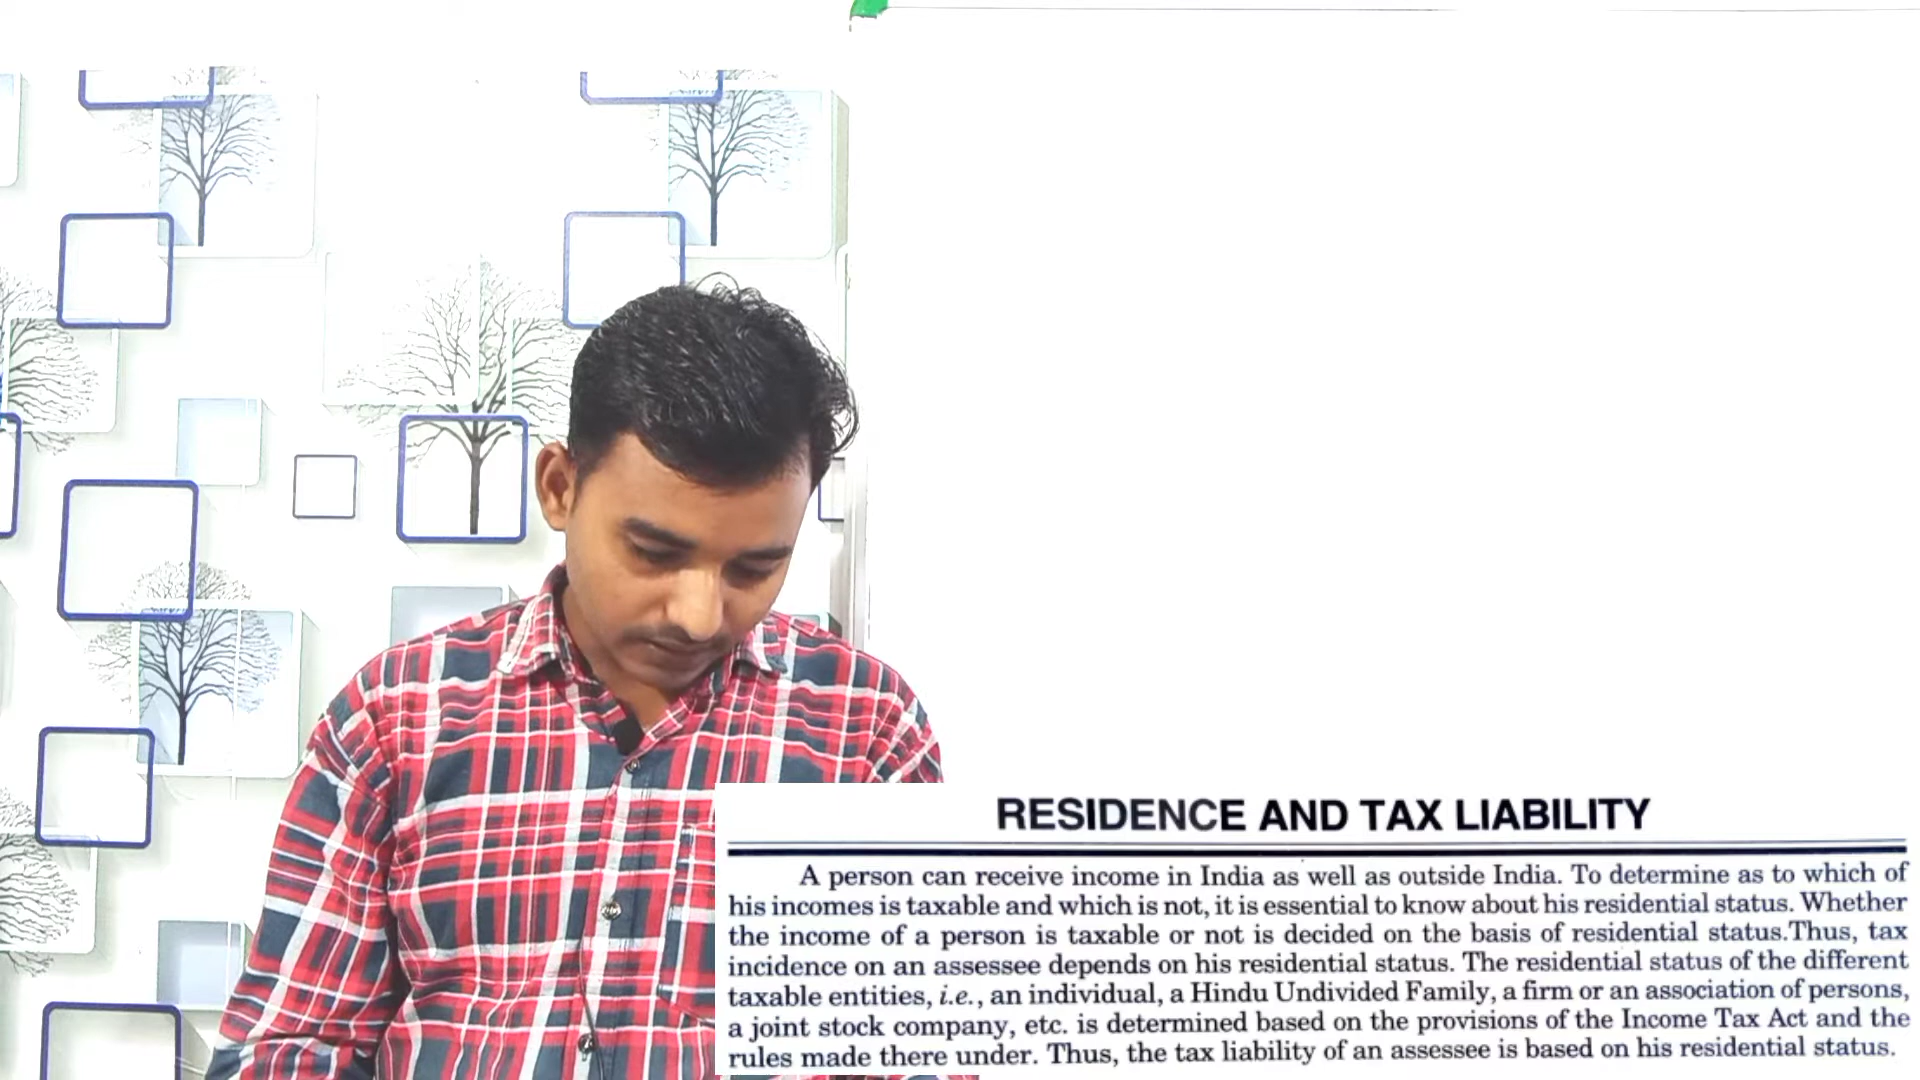 RESIDENCE AND TAX LIABILITY
A person can receive income in India as well as outside India. To determine as to which of
his incomes is taxable and which is not, it is essential to know about his residential status. Whether
the income of a person is taxable or not is decided on the basis of residential status.Thus, tax
incidence on an assessee depends on his residential status. The residential status of the different
taxable entities, i.e., an individual, a Hindu Undivided Family, a firm or an association of persons,
a joint stock company, etc. is determined based on the provisions of the Income Tax Act and the
rules made there under. Thus, the tax liability of an assessee is based on his residential status.